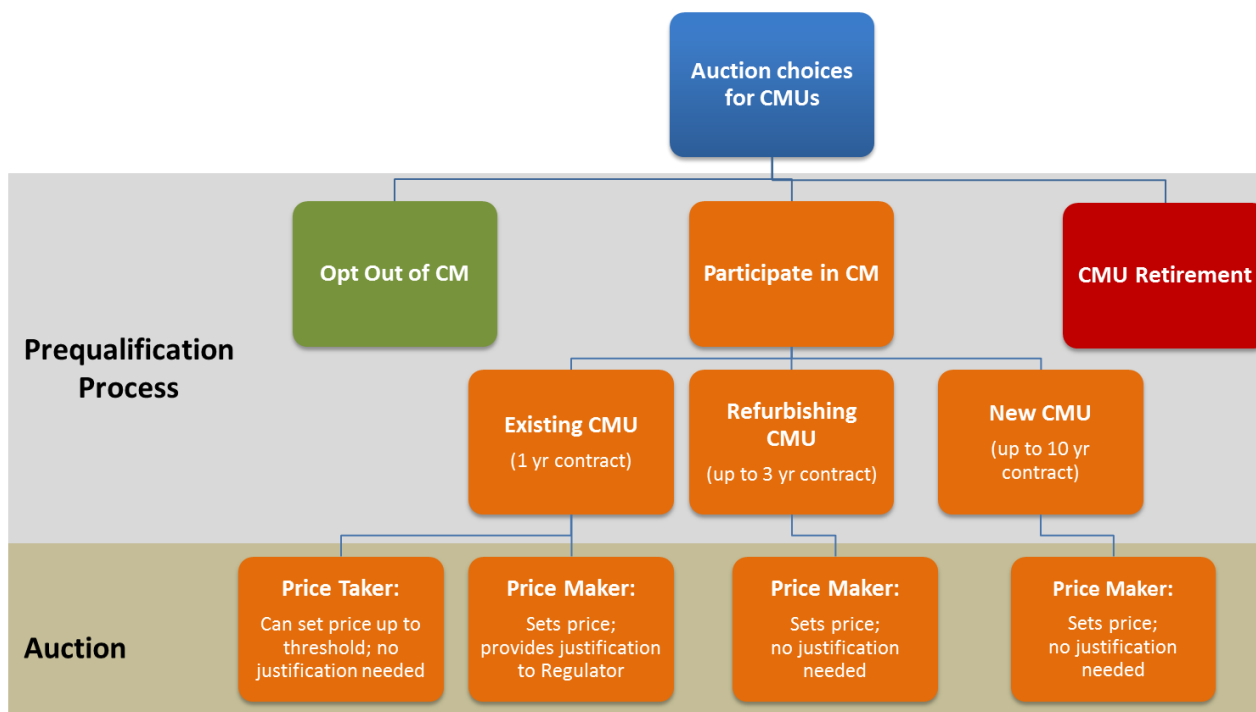 Auction choices
for CMUs
Opt Out of CM
Participate in CM
CMU Retirement
Prequalification
Process
Existing CMU
(1 yr contract)
Refurbishing
CMU
(up to 3 yr contract)
New CMU
(up to 10 yr
contract)
Auction
Price Taker:
Can set price up to
threshold; no
justification needed
Price Maker:
Sets price;
provides justification
to Regulator
Price Maker:
Sets price;
no justification
needed
Price Maker:
Sets price;
no justification
needed